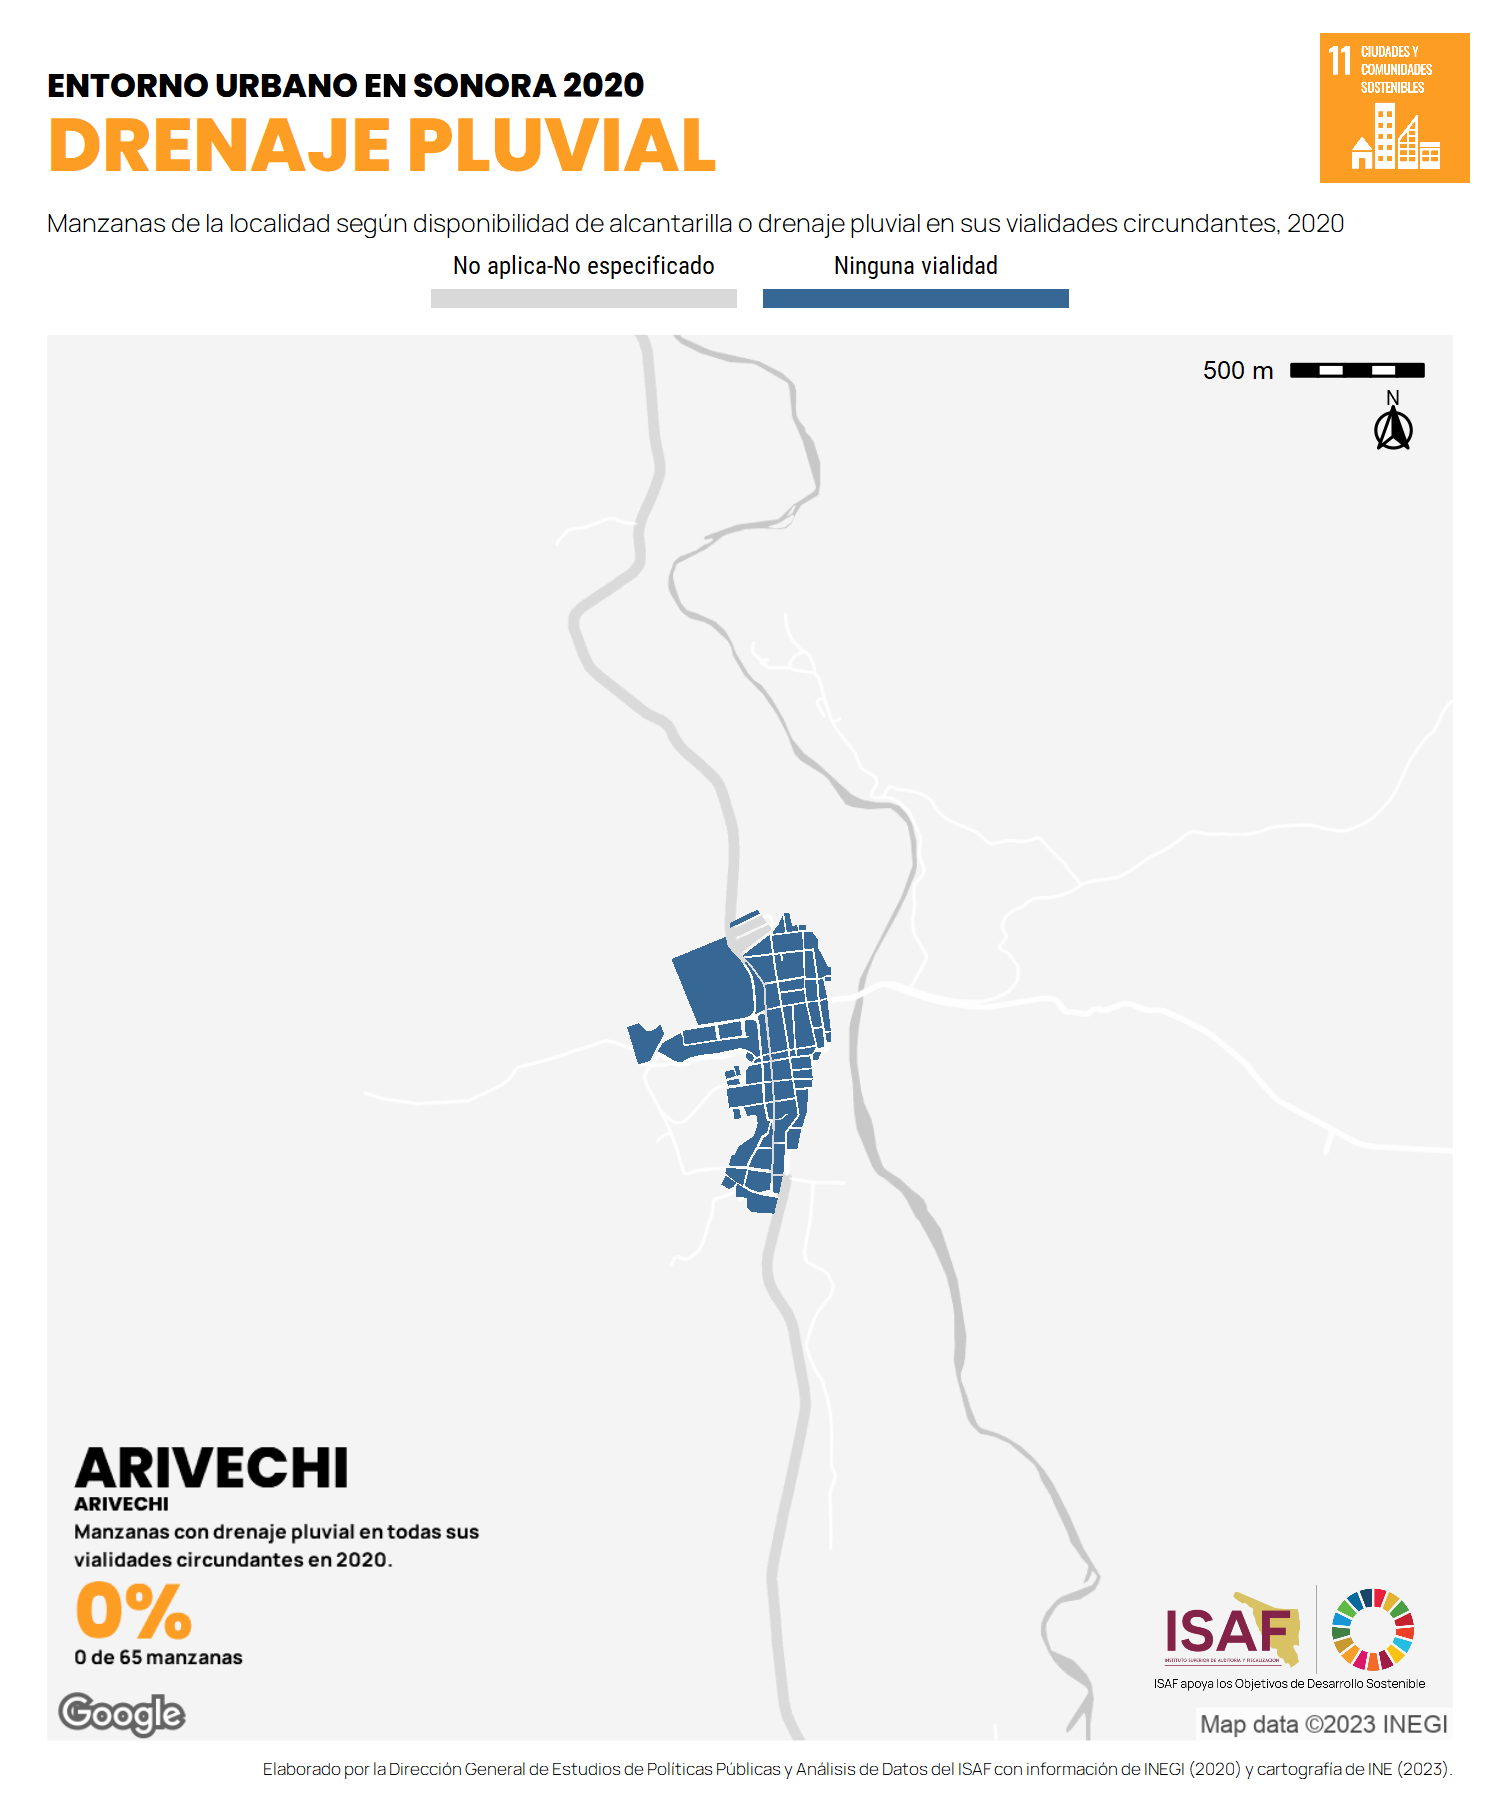 ENTORNO URBANO EN SONORA 2020
DRENAJE PLUVIAL
11 CIUDADES Y
COMUNIDADES
SOSTENIBLES
Manzanas de la localidad según disponibilidad de alcantarilla o drenaje pluvial en sus vialidades circundantes, 2020
No aplica-No especificado
Ninguna vialidad
500 m
N
ARIVECHI
ARIVECHI
Manzanas con drenaje pluvial en todas sus
vialidades circundantes en 2020.
0%
0 de 65 manzanas
Google
ISAF
INSTITUTO SUPERIOR DE AUDITORÍA Y FISCALIZACIÓN
ISAF apoya los Objetivos de Desarrollo Sostenible
Map data ©2023 INEGI
Elaborado por la Dirección General de Estudios de Políticas Públicas y Análisis de Datos del ISAF con información de INEGI (2020) y cartografía de INE (2023).